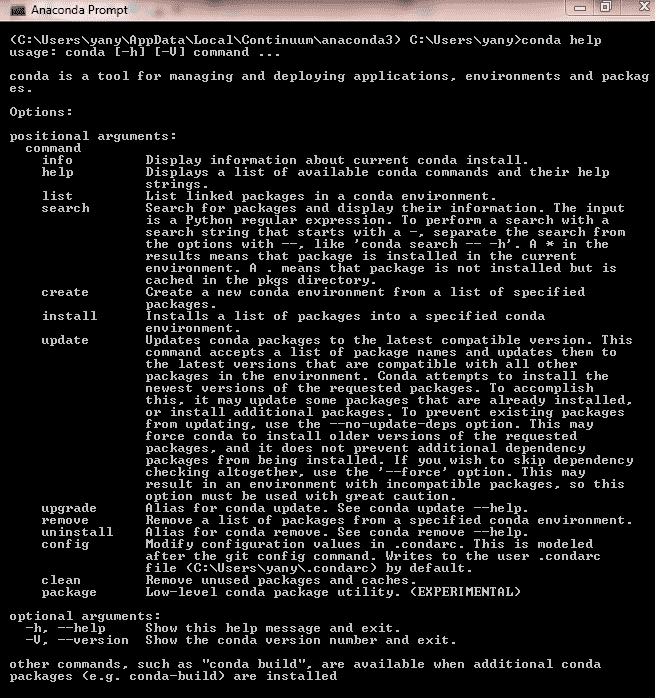 Anaconda Prompt
(C:\Users\yany\AppData\Local\Continuum\anaconda3) C:\Users\yany>conda help
usage: conda [-h] [-V] command ...
conda is a tool for managing and deploying applications, environments and packag
es.
Options:
positional arguments:
command
info Display information about current conda install.
help Displays a list of available conda commands and their help
strings.
list List linked packages in a conda environment.
search Search for packages and display their information. The input
is a Python regular expression. To perform a search with a
search string that starts with a -, separate the search from
the options with --, like 'conda search -- -h'. A * in the
results means that package is installed in the current
environment. A . means that package is not installed but is
cached in the pkgs directory.
create Create a new conda environment from a list of specified
packages.
install Installs a list of packages into a specified conda
environment.
update Updates conda packages to the latest compatible version. This
command accepts a list of package names and updates them to
the latest versions that are compatible with all other
packages in the environment. Conda attempts to install the
newest versions of the requested packages. To accomplish
this, it may update some packages that are already installed,
or install additional packages. To prevent existing packages
from updating, use the --no-update-deps option. This may
force conda to install older versions of the requested
packages, and it does not prevent additional dependency
packages from being installed. If you wish to skip dependency
checking altogether, use the '--force' option. This may
result in an environment with incompatible packages, so this
option must be used with great caution.
upgrade Alias for conda update. See conda update --help.
remove Remove a list of packages from a specified conda environment.
uninstall Alias for conda remove. See conda remove --help.
config Modify configuration values in .condarc. This is modeled
after the git config command. Writes to the user .condarc
file (C:\Users\yany\.condarc) by default.
clean Remove unused packages and caches.
package Low-level conda package utility. (EXPERIMENTAL)
optional arguments:
-h, --help Show this help message and exit.
-V, --version Show the conda version number and exit.
other commands, such as "conda build", are available when additional conda
packages (e.g. conda-build) are installed